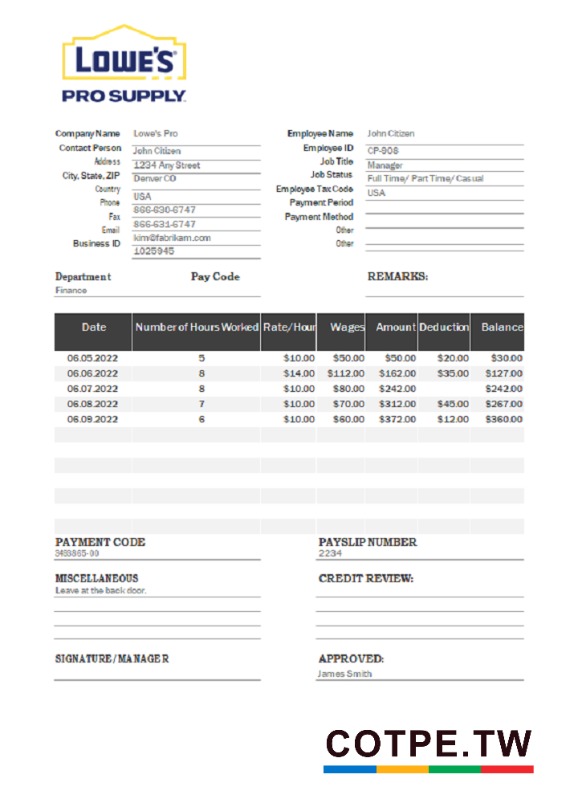 LOWE'S
PRO SUPPLY
Company Name Lowe's Pro
Contact Person John Citizen
Address 1234 Any Street
City, State, ZIP Denver CO
Country USA
Phone 866-630-6747
Fax 866-631-6747
Email kim@fabrikam.com
Business ID 1025945
Employee Name John Citizen
Employee ID CP-908
Job Title Manager
Job Status Full Time/ Part Time/ Casual
Employee Tax Code USA
Payment Period
Payment Method
Other
Other
Department Pay Code REMARKS:
Finance
Date Number of Hours Worked Rate/Hour Wages Amount Deduction Balance
06.05.2022 5 $10.00 $50.00 $50.00 $20.00 $30.00
06.06.2022 8 $14.00 $112.00 $162.00 $35.00 $127.00
06.07.2022 8 $10.00 $80.00 $242.00 $242.00
06.08.2022 7 $10.00 $70.00 $312.00 $45.00 $267.00
06.09.2022 6 $10.00 $60.00 $372.00 $12.00 $360.00
PAYMENT CODE PAYSLIP NUMBER
3493865-00 2234
MISCELLANEOUS CREDIT REVIEW:
Leave at the back door.
SIGNATURE/MANAGER APPROVED:
James Smith
COTPE.TW